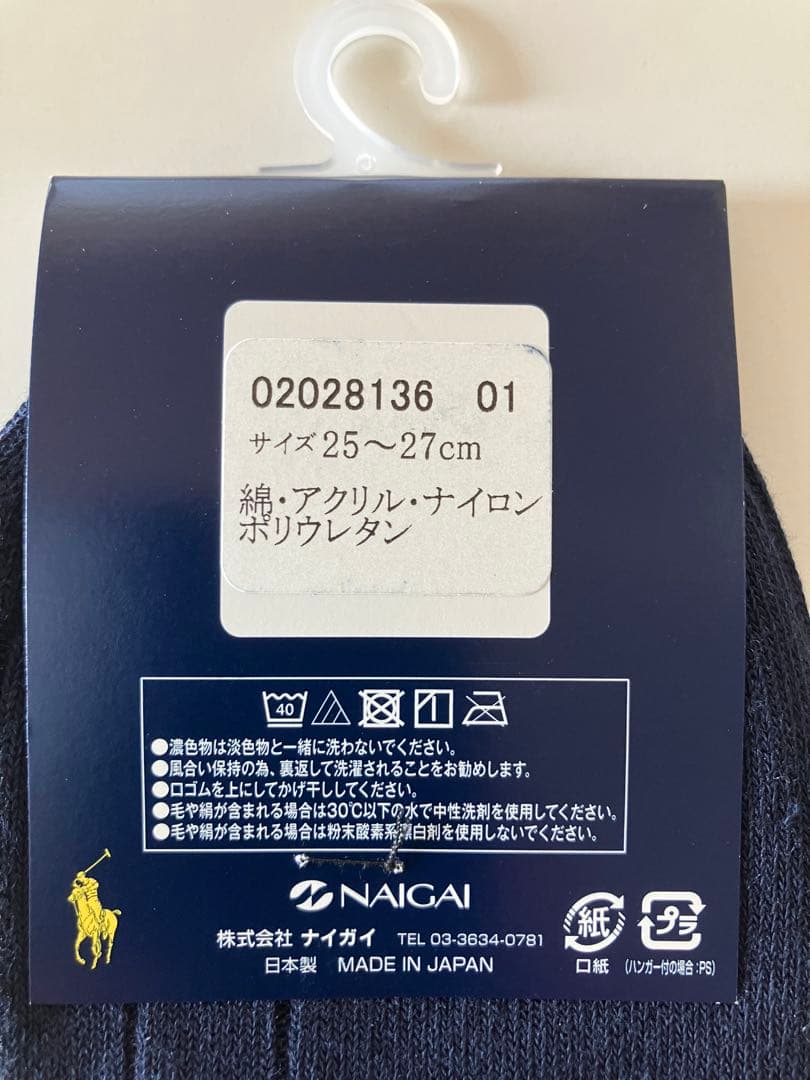 02028136 01
サイズ 25～27cm
綿・アクリル・ナイロン
ポリウレタン
40
●濃色物は淡色物と一緒に洗わないでください。
●風合い保持の為、裏返して洗濯されることをお勧めします。
●口ゴムを上にしてかげ干ししてください。
●毛や絹が含まれる場合は30℃以下の水で中性洗剤を使用してください。
●毛や絹が含まれる場合は粉末酸素系漂白剤を使用しないでください。
NAIGAI
株式会社 ナイガイ TEL 03-3634-0781
日本製 MADE IN JAPAN
紙
口紙
プラ
(ハンガー付の場合:PS)